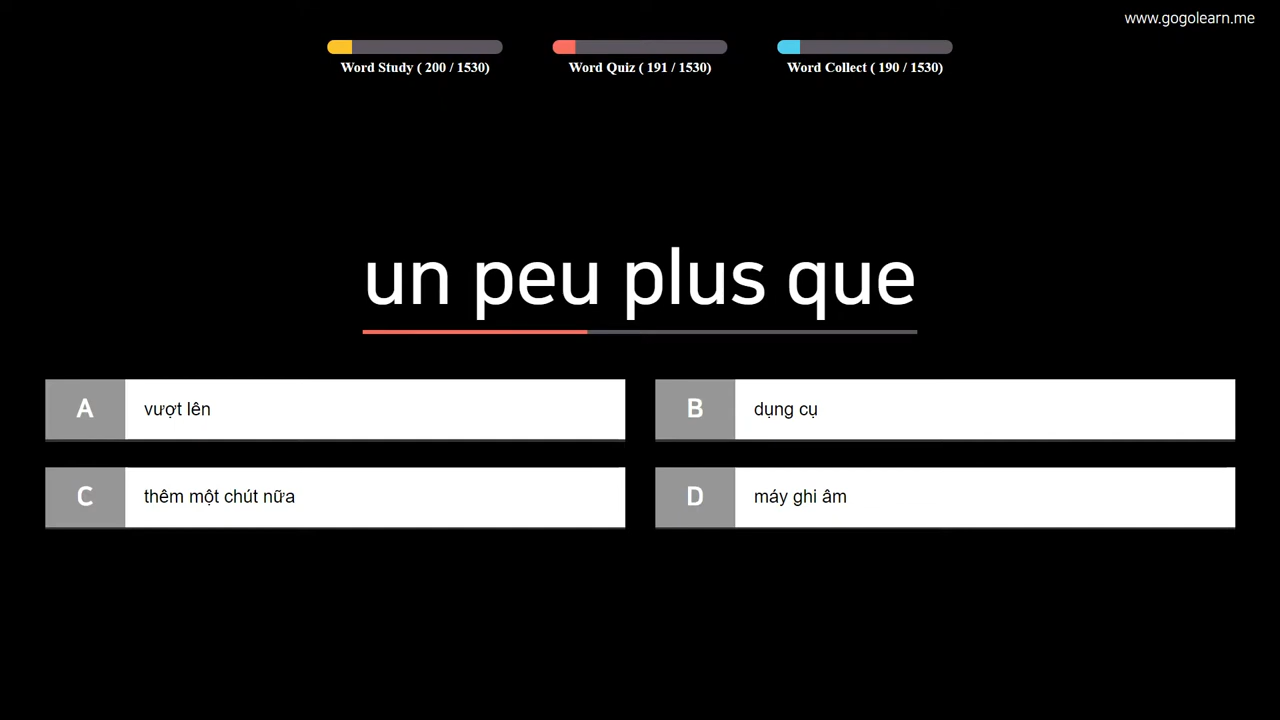 www.gogolearn.me
Word Study ( 200 / 1530)
Word Quiz ( 191 / 1530)
Word Collect ( 190 / 1530)
un peu plus que
A vượt lên
B dụng cụ
C thêm một chút nữa
D máy ghi âm